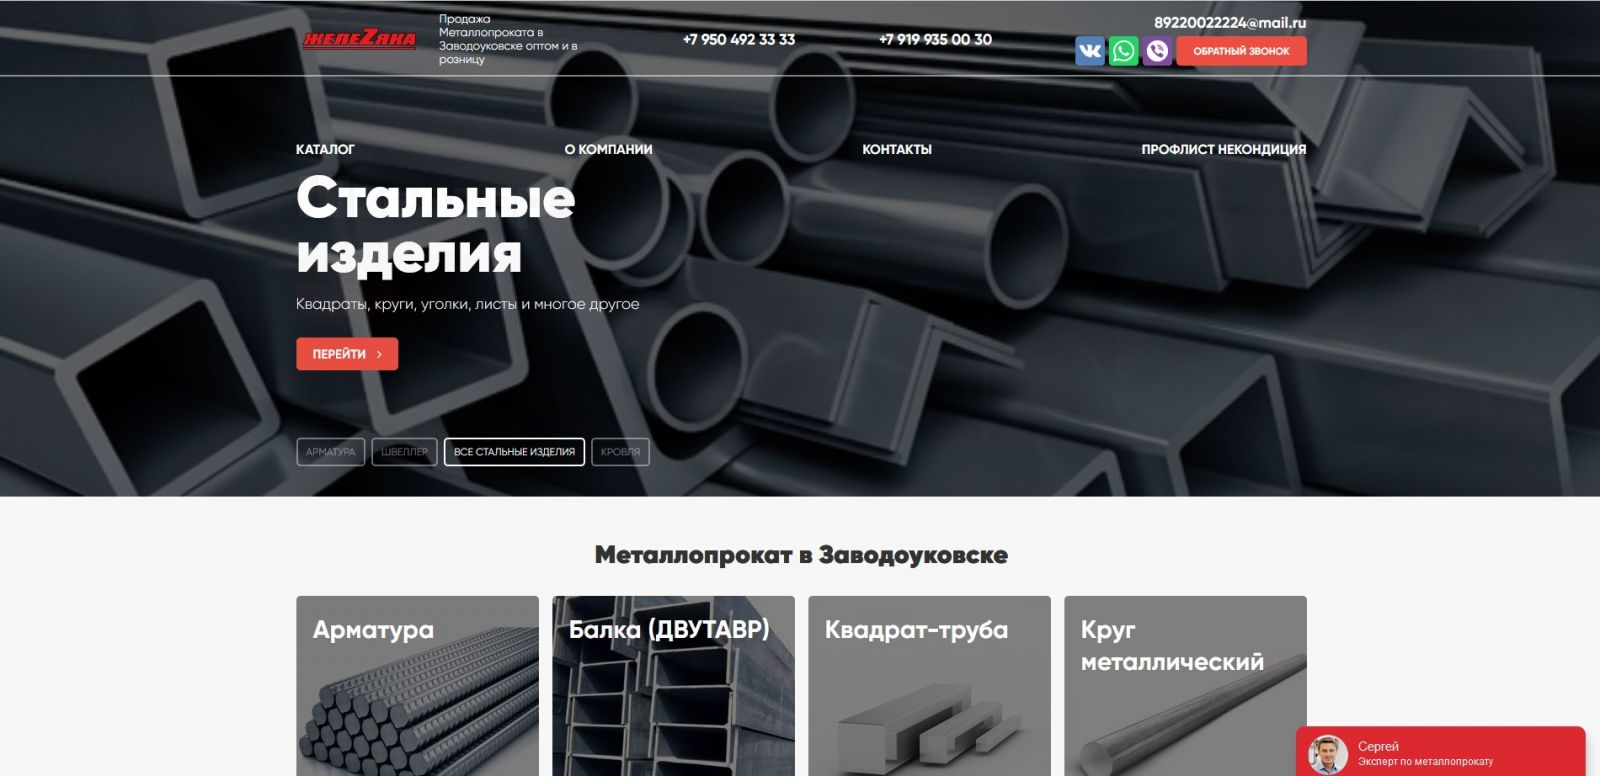 ЖЕЛЕZЯКА
Продажа
Металлопроката в
Заводоуковске оптом и в
розницу
+7 950 492 33 33
+7 919 935 00 30
89220022224@mail.ru
ОБРАТНЫЙ ЗВОНОК
КАТАЛОГ
О КОМПАНИИ
КОНТАКТЫ
ПРОФЛИСТ НЕКОНДИЦИЯ
Стальные
изделия
Квадраты, круги, уголки, листы и многое другое
ПЕРЕЙТИ
АРМАТУРА
ШВЕЛЛЕР
ВСЕ СТАЛЬНЫЕ ИЗДЕЛИЯ
КРОВЛЯ
Металлопрокат в Заводоуковске
Арматура
Балка (ДВУТАВР)
Квадрат-труба
Круг
металлический
Сергей
Эксперт по металлопрокату